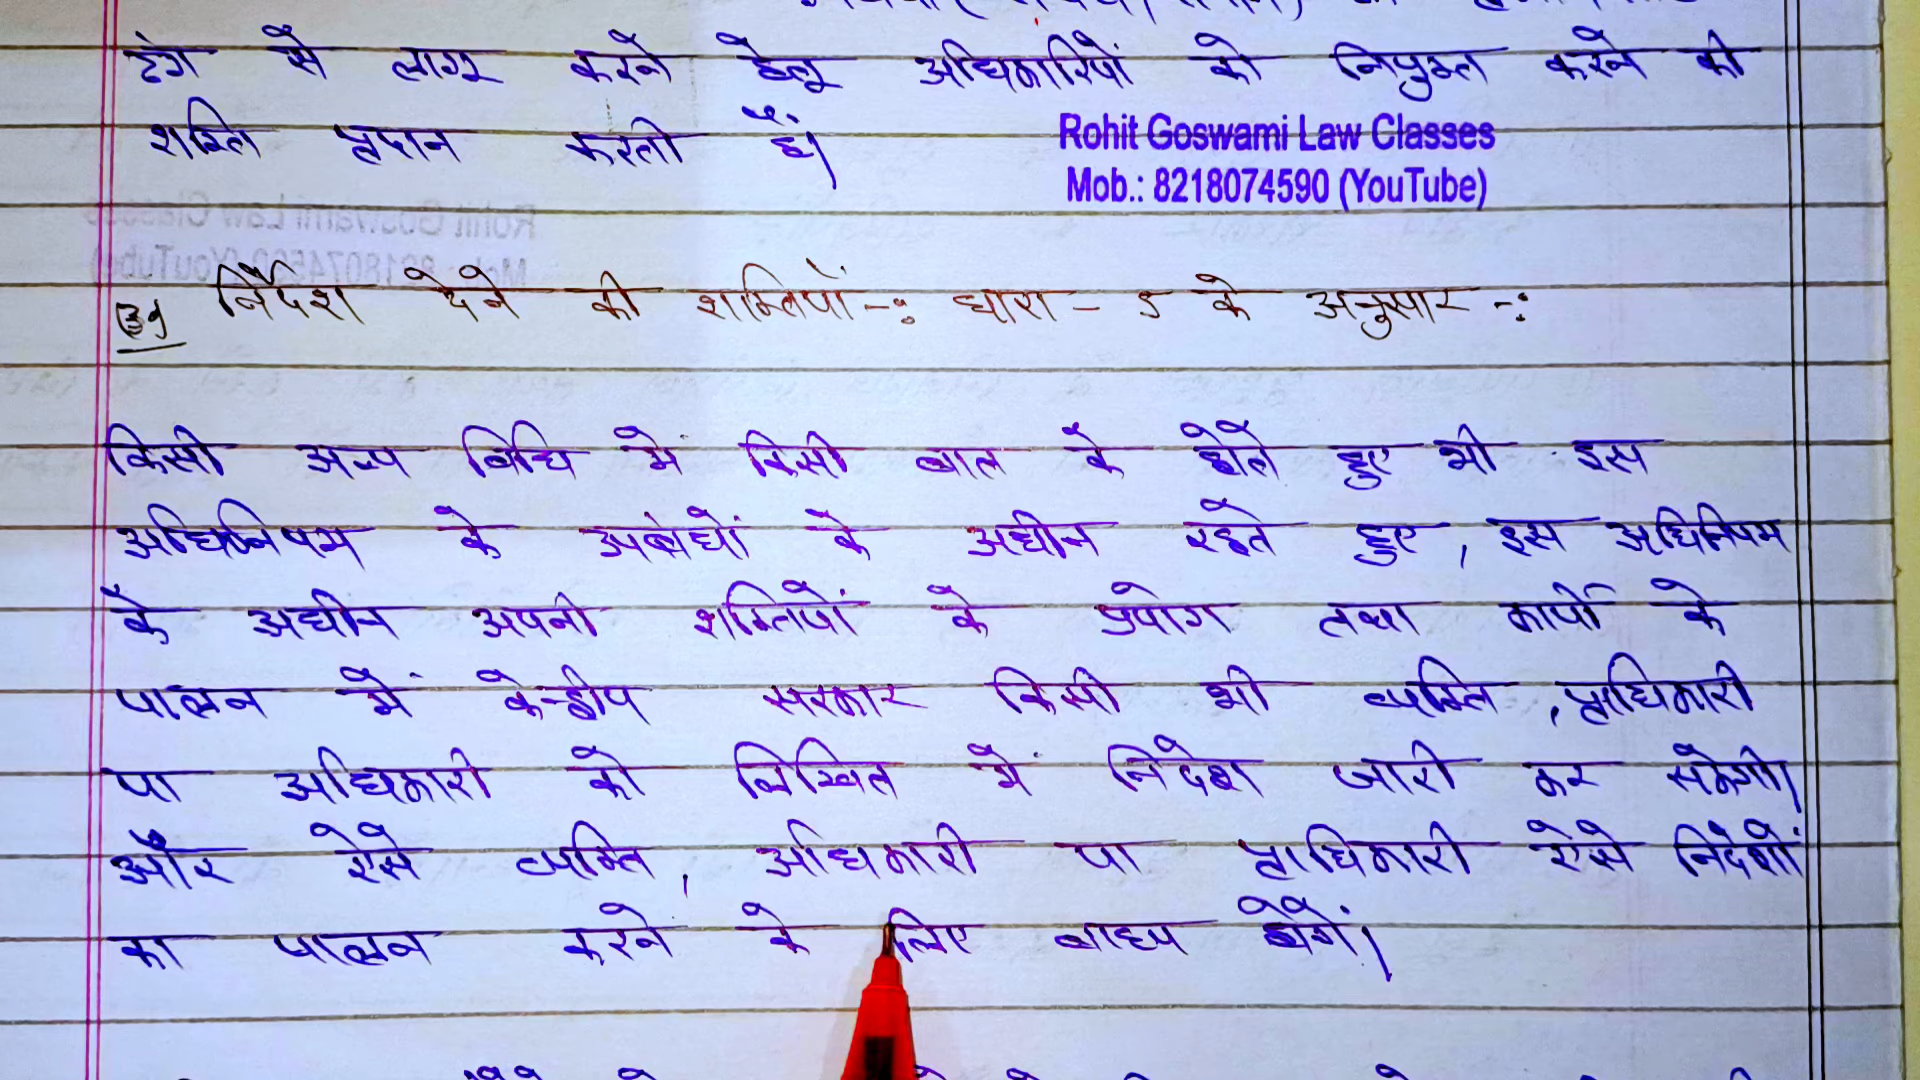 ढंग से लागू करने हेतू अधिकारियों को नियुक्त करने की
शक्ति प्रदान करती हैं।
Rohit Goswami Law Classes
Mob.: 8218074590 (YouTube)
(3) निर्देश देने की शक्तियाँ-: धारा - 5 के अनुसार -:
किसी अन्य विधि में किसी बात के होते हुए भी इस
अधिनियम के उपबंधों के अधीन रहते हुए, इस अधिनियम
के अधीन अपनी शक्तियों के प्रयोग तथा कार्यो के
पालन में केन्द्रीय सरकार किसी भी व्यक्ति, प्राधिकारी
या अधिकारी को लिखित में निर्देश जारी कर सकेगी।
और ऐसे व्यक्ति, अधिकारी या प्राधिकारी ऐसे निर्देशों
का पालन करने के लिए बाध्य होगें।